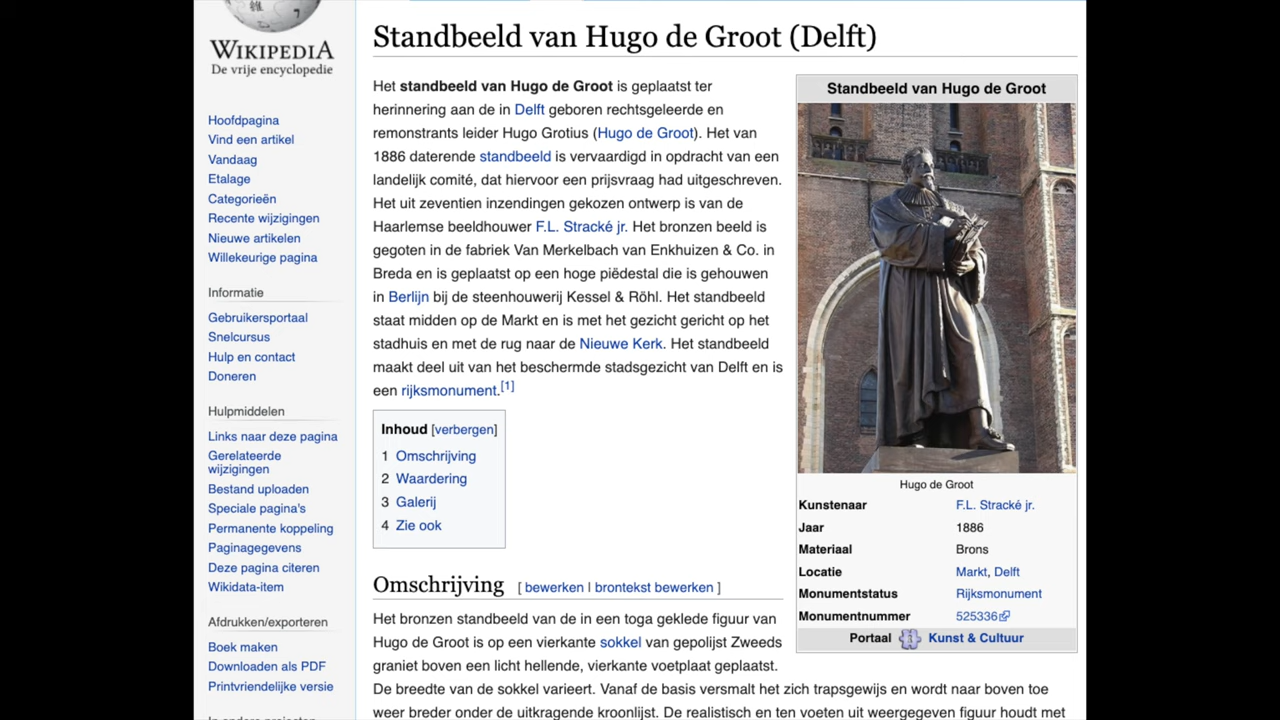 WIKIPEDIA
De vrije encyclopedie
Hoofdpagina
Vind een artikel
Vandaag
Etalage
Categorieën
Recente wijzigingen
Nieuwe artikelen
Willekeurige pagina
Informatie
Gebruikersportaal
Snelcursus
Hulp en contact
Doneren
Hulpmiddelen
Links naar deze pagina
Gerelateerde
wijzigingen
Bestand uploaden
Speciale pagina's
Permanente koppeling
Paginagegevens
Deze pagina citeren
Wikidata-item
Afdrukken/exporteren
Boek maken
Downloaden als PDF
Printvriendelijke versie
Standbeeld van Hugo de Groot (Delft)
Het standbeeld van Hugo de Groot is geplaatst ter
herinnering aan de in Delft geboren rechtsgeleerde en
remonstrants leider Hugo Grotius (Hugo de Groot). Het van
1886 daterende standbeeld is vervaardigd in opdracht van een
landelijk comité, dat hiervoor een prijsvraag had uitgeschreven.
Het uit zeventien inzendingen gekozen ontwerp is van de
Haarlemse beeldhouwer F.L. Stracké jr. Het bronzen beeld is
gegoten in de fabriek Van Merkelbach van Enkhuizen & Co. in
Breda en is geplaatst op een hoge piëdestal die is gehouwen
in Berlijn bij de steenhouwerij Kessel & Röhl. Het standbeeld
staat midden op de Markt en is met het gezicht gericht op het
stadhuis en met de rug naar de Nieuwe Kerk. Het standbeeld
maakt deel uit van het beschermde stadsgezicht van Delft en is
een rijksmonument.[1]
Inhoud [verbergen]
1 Omschrijving
2 Waardering
3 Galerij
4 Zie ook
Omschrijving [ bewerken | brontekst bewerken ]
Het bronzen standbeeld van de in een toga geklede figuur van
Hugo de Groot is op een vierkante sokkel van gepolijst Zweeds
graniet boven een licht hellende, vierkante voetplaat geplaatst.
De breedte van de sokkel varieert. Vanaf de basis versmalt het zich trapsgewijs en wordt naar boven toe
weer breder onder de uitkragende kroonlijst. De realistisch en ten voeten uit weergegeven figuur houdt met
Standbeeld van Hugo de Groot
Hugo de Groot
Kunstenaar F.L. Stracké jr.
Jaar 1886
Materiaal Brons
Locatie Markt, Delft
Monumentstatus Rijksmonument
Monumentnummer 525336
Portaal Kunst & Cultuur